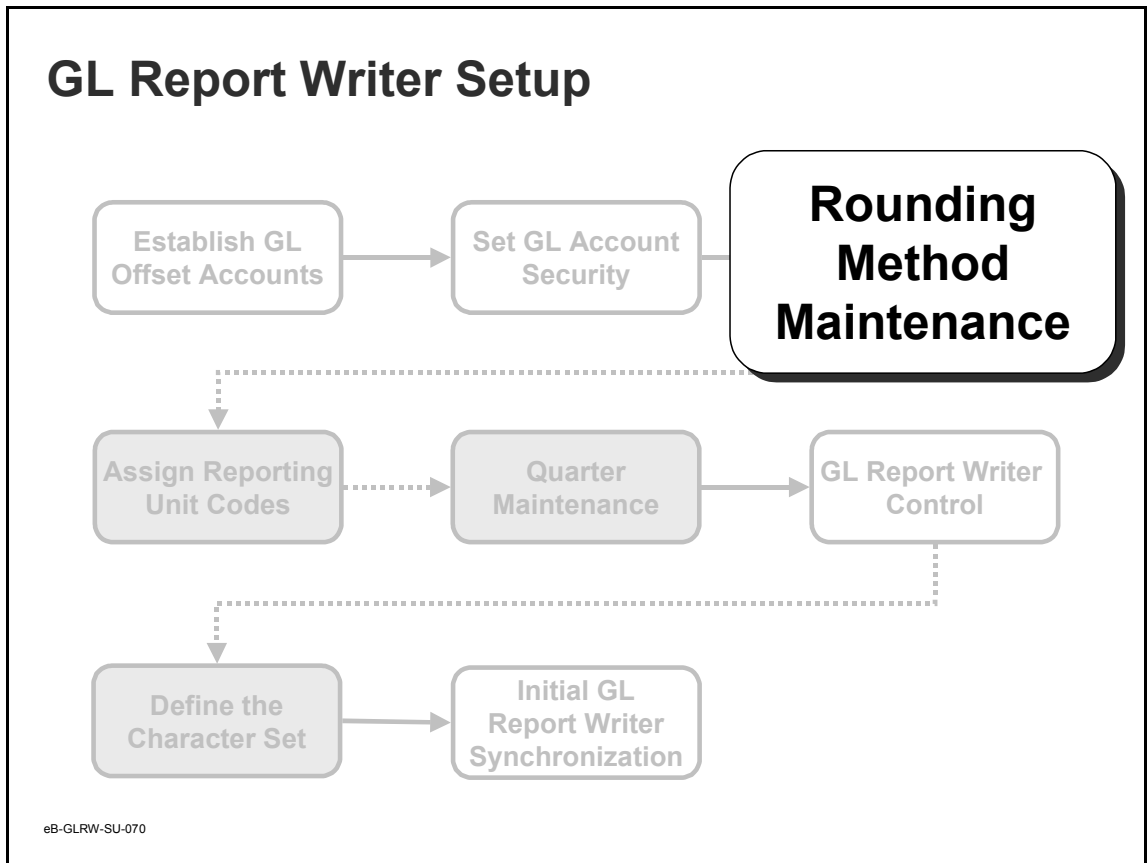 GL Report Writer Setup
Establish GL
Offset Accounts
Set GL Account
Security
Rounding
Method
Maintenance
Assign Reporting
Unit Codes
Quarter
Maintenance
GL Report Writer
Control
Define the
Character Set
Initial GL
Report Writer
Synchronization
eB-GLRW-SU-070